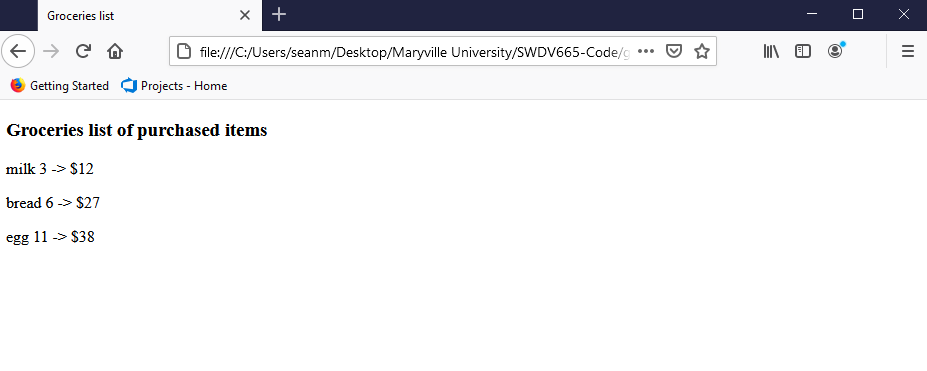 Groceries list
file:///C:/Users/seanm/Desktop/Maryville University/SWDV665-Code/g
Getting Started Projects - Home
Groceries list of purchased items
milk 3 -> $12
bread 6 -> $27
egg 11 -> $38